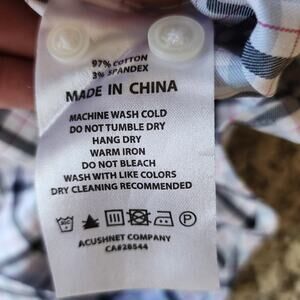 97% COTTON
3% SPANDEX
MADE IN CHINA
MACHINE WASH COLD
DO NOT TUMBLE DRY
HANG DRY
WARM IRON
DO NOT BLEACH
WASH WITH LIKE COLORS
DRY CLEANING RECOMMENDED
P
ACUSHNET COMPANY
CA#28544